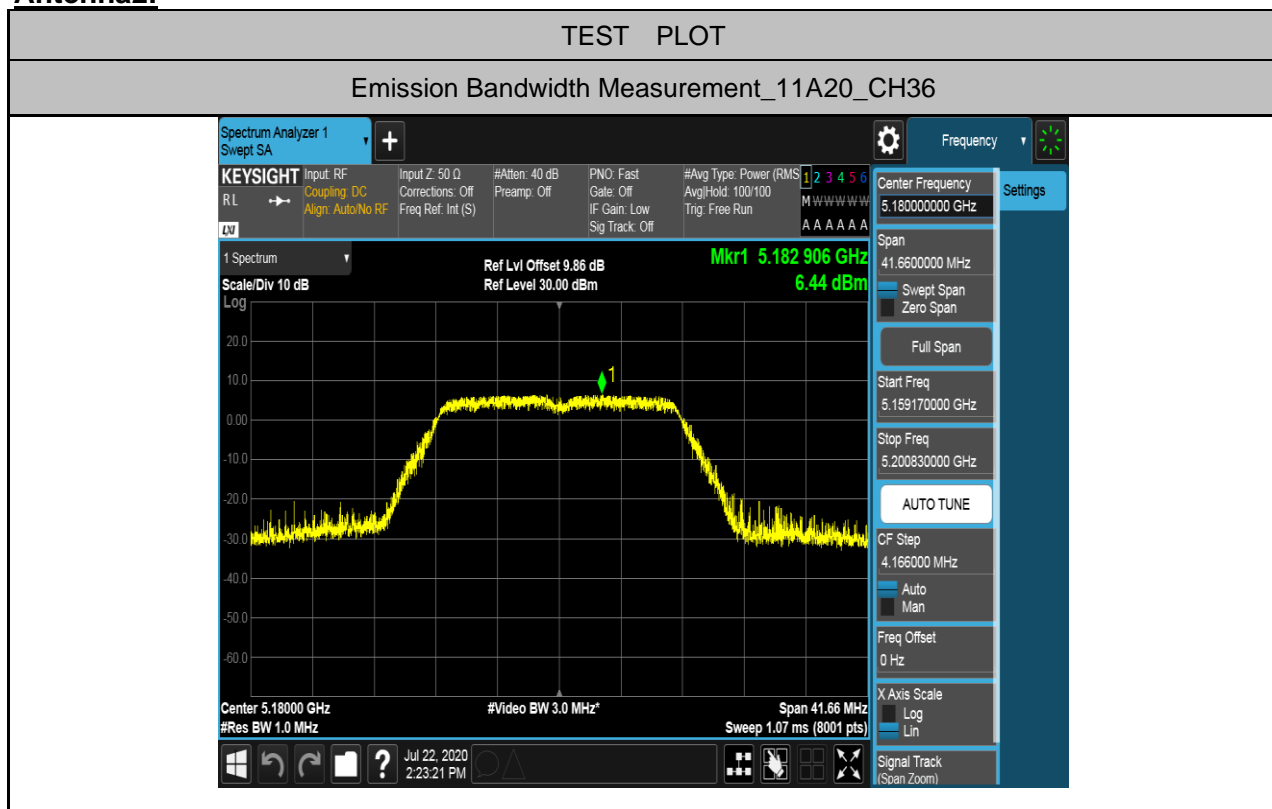 Antenna2:
TEST PLOT
Emission Bandwidth Measurement_11A20_CH36
Spectrum Analyzer 1
Swept SA
+
Frequency
KEYSIGHT
RL
LXI
Input: RF
Coupling: DC
Align: Auto/No RF
Input Z: 50 Ω
Corrections: Off
Freq Ref: Int (S)
#Atten: 40 dB
Preamp: Off
PNO: Fast
Gate: Off
IF Gain: Low
Sig Track: Off
#Avg Type: Power (RMS
Avg|Hold: 100/100
Trig: Free Run
1 2 3 4 5 6
M W W W W W
A A A A A A
1 Spectrum
Scale/Div 10 dB
Ref Lvl Offset 9.86 dB
Ref Level 30.00 dBm
Mkr1 5.182 906 GHz
6.44 dBm
Log
20.0
10.0
0.00
-10.0
-20.0
-30.0
-40.0
-50.0
-60.0
1
Center 5.18000 GHz
#Res BW 1.0 MHz
#Video BW 3.0 MHz*
Span 41.66 MHz
Sweep 1.07 ms (8001 pts)
?
Jul 22, 2020
2:23:21 PM
Settings
Center Frequency
5.180000000 GHz
Span
41.6600000 MHz
Swept Span
Zero Span
Full Span
Start Freq
5.159170000 GHz
Stop Freq
5.200830000 GHz
AUTO TUNE
CF Step
4.166000 MHz
Auto
Man
Freq Offset
0 Hz
X Axis Scale
Log
Lin
Signal Track
(Span Zoom)